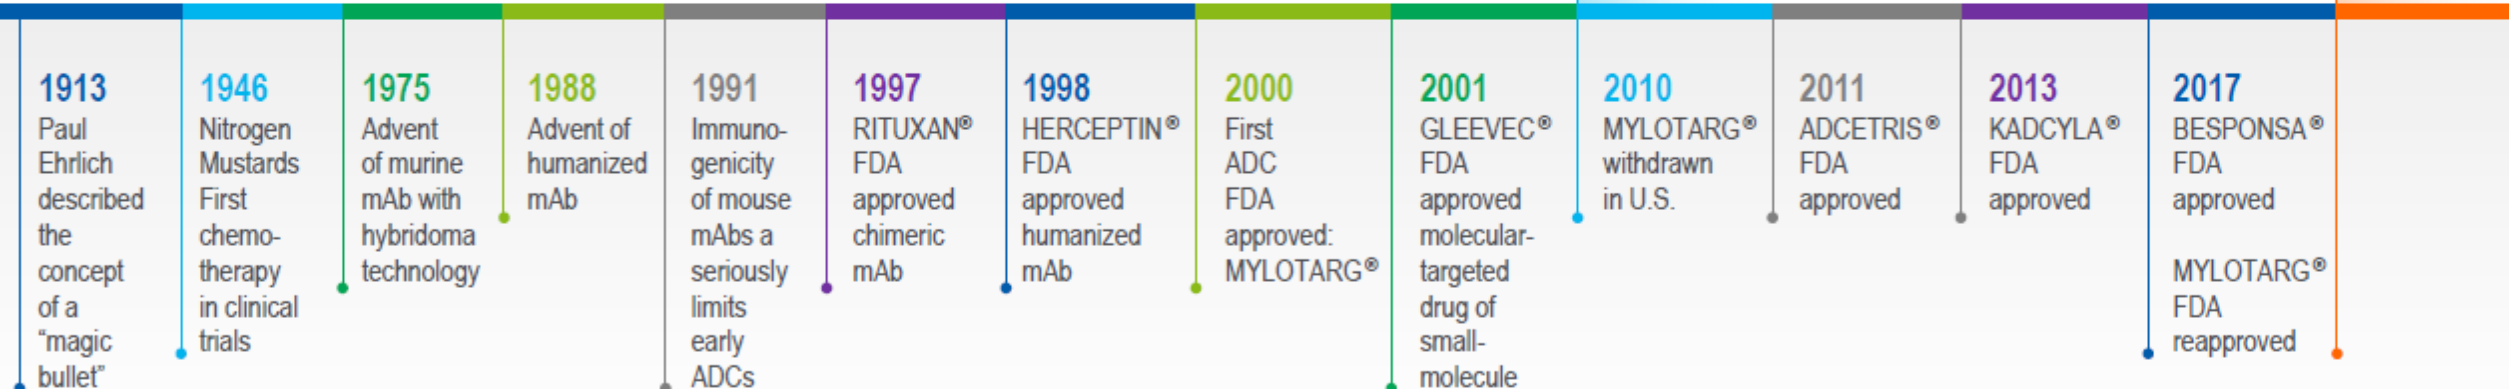 1913
Paul
Ehrlich
described
the
concept
of a
“magic
bullet”
1946
Nitrogen
Mustards
First
chemo-
therapy
in clinical
trials
1975
Advent
of murine
mAb with
hybridoma
technology
1988
Advent of
humanized
mAb
1991
Immuno-
genicity
of mouse
mAbs a
seriously
limits
early
ADCs
1997
RITUXAN®
FDA
approved
chimeric
mAb
1998
HERCEPTIN®
FDA
approved
humanized
mAb
2000
First
ADC
FDA
approved:
MYLOTARG®
2001
GLEEVEC®
FDA
approved
molecular-
targeted
drug of
small-
molecule
2010
MYLOTARG®
withdrawn
in U.S.
2011
ADCETRIS®
FDA
approved
2013
KADCYLA®
FDA
approved
2017
BESPONSA®
FDA
approved
MYLOTARG®
FDA
reapproved